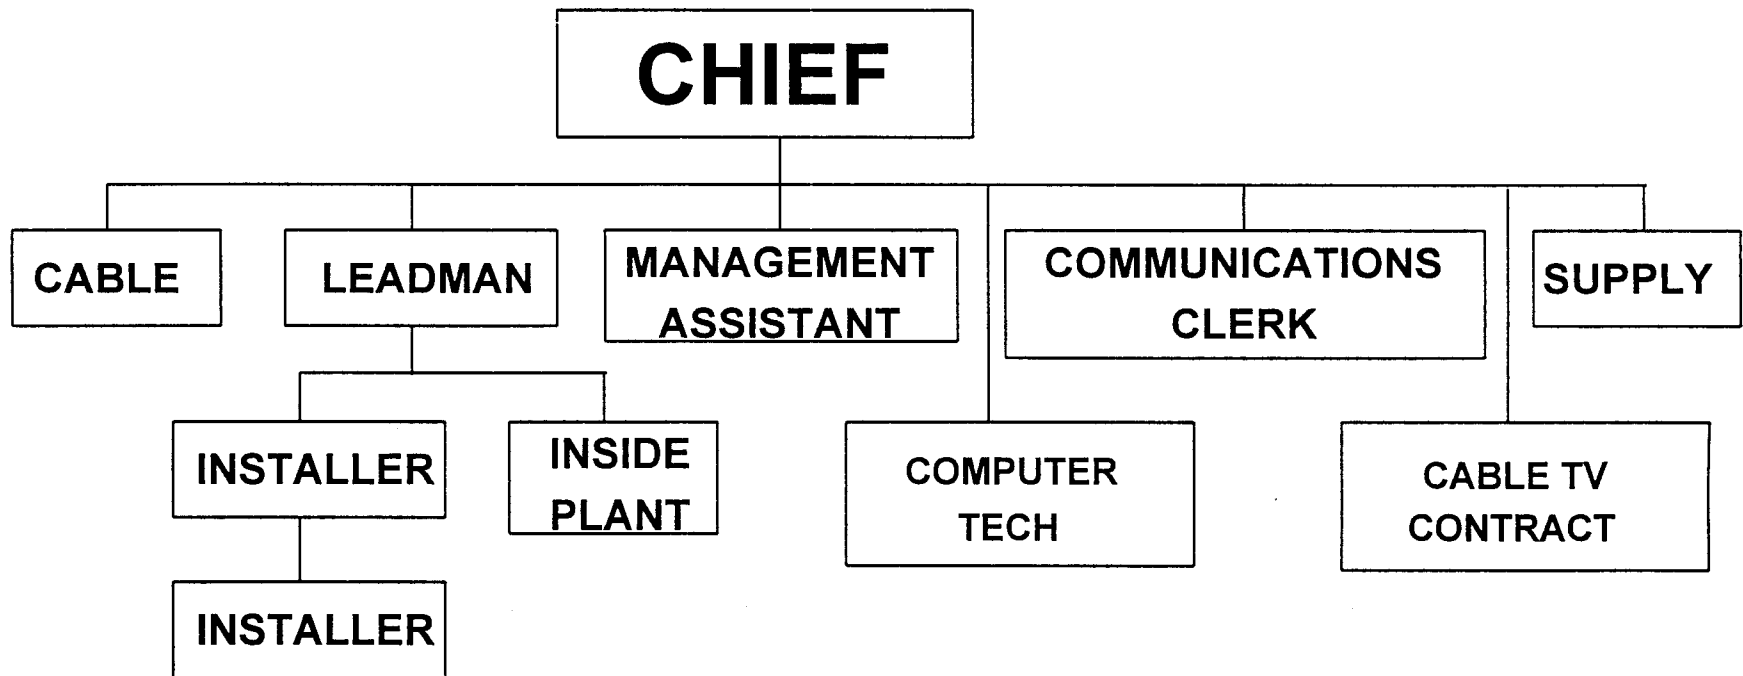 CHIEF
CABLE
LEADMAN
MANAGEMENT
ASSISTANT
COMMUNICATIONS
CLERK
SUPPLY
INSTALLER
INSIDE
PLANT
COMPUTER
TECH
CABLE TV
CONTRACT
INSTALLER